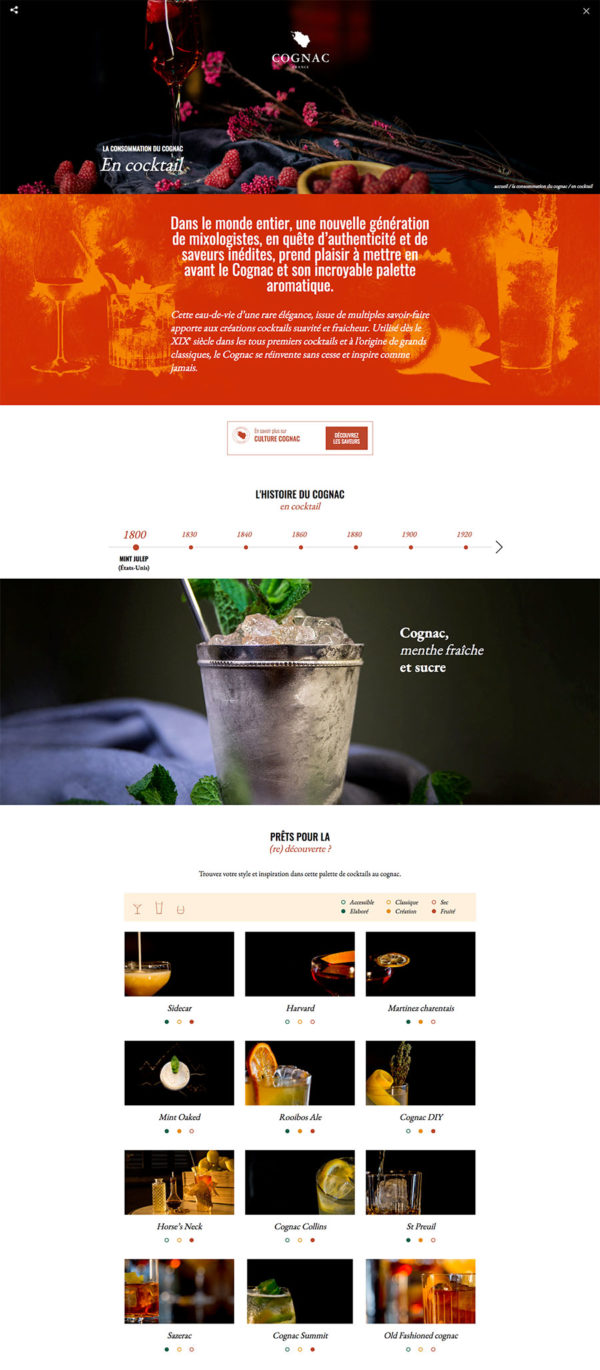 COGNAC
FRANCE
LA CONSOMMATION DU COGNAC
En cocktail
accueil / la consommation du cognac / en cocktail
Dans le monde entier, une nouvelle génération
de mixologistes, en quête d'authenticité et de
saveurs inédites, prend plaisir à mettre en
avant le Cognac et son incroyable palette
aromatique.
Cette eau-de-vie d'une rare élégance, issue de multiples savoir-faire
apporte aux créations cocktails suavité et fraicheur. Utilisé dès le
XIXe siècle dans les tous premiers cocktails et à l'origine de grands
classiques, le Cognac se réinvente sans cesse et inspire comme
jamais.
En savoir plus sur
CULTURE COGNAC
DÉCOUVREZ
LES SAVEURS
L'HISTOIRE DU COGNAC
en cocktail
1800 1830 1840 1860 1880 1900 1920
MINT JULEP
(États-Unis)
Cognac,
menthe fraîche
et sucre
PRÊTS POUR LA
(re) découverte ?
Trouvez votre style et inspiration dans cette palette de cocktails au cognac.
Accessible Classique Sec
Elaboré Création Fruité
Sidecar Harvard Martinez charentais
Mint Oaked Rooibos Ale Cognac DIY
Horse's Neck Cognac Collins St Preuil
Sazerac Cognac Summit Old Fashioned cognac